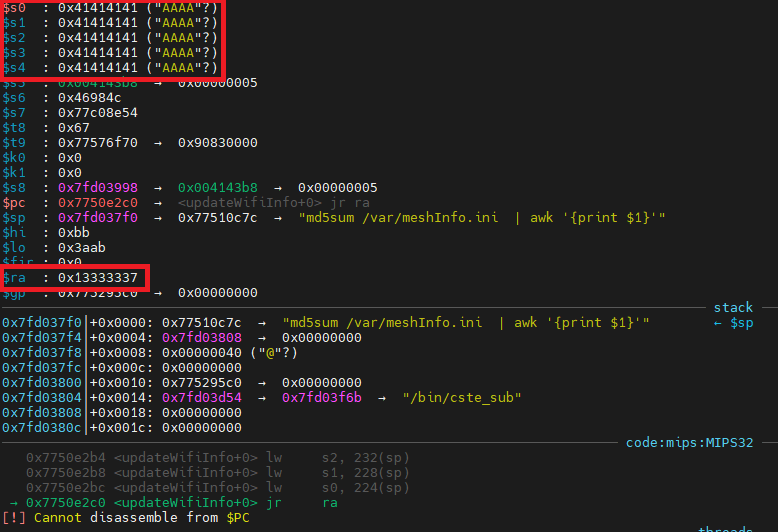 $s0 : 0x41414141 ("AAAA"?)
$s1 : 0x41414141 ("AAAA"?)
$s2 : 0x41414141 ("AAAA"?)
$s3 : 0x41414141 ("AAAA"?)
$s4 : 0x41414141 ("AAAA"?)
$s5 : 0x004143b8 → 0x00000005
$s6 : 0x46984c
$s7 : 0x77c08e54
$t8 : 0x67
$t9 : 0x77576f70 → 0x90830000
$k0 : 0x0
$k1 : 0x0
$s8 : 0x7fd03998 → 0x004143b8 → 0x00000005
$pc : 0x7750e2c0 → <updateWifiInfo+0> jr ra
$sp : 0x7fd037f0 → 0x77510c7c → "md5sum /var/meshInfo.ini | awk '{print $1}'"
$hi : 0xbb
$lo : 0x3aab
$fir : 0x0
$ra : 0x13333337
$gp : 0x775295c0 → 0x00000000
stack
0x7fd037f0│+0x0000: 0x77510c7c → "md5sum /var/meshInfo.ini | awk '{print $1}'" ← $sp
0x7fd037f4│+0x0004: 0x7fd03808 → 0x00000000
0x7fd037f8│+0x0008: 0x00000040 ("@"?)
0x7fd037fc│+0x000c: 0x00000000
0x7fd03800│+0x0010: 0x775295c0 → 0x00000000
0x7fd03804│+0x0014: 0x7fd03d54 → 0x7fd03f6b → "/bin/cste_sub"
0x7fd03808│+0x0018: 0x00000000
0x7fd0380c│+0x001c: 0x00000000
code:mips:MIPS32
0x7750e2b4 <updateWifiInfo+0> lw s2, 232(sp)
0x7750e2b8 <updateWifiInfo+0> lw s1, 228(sp)
0x7750e2bc <updateWifiInfo+0> lw s0, 224(sp)
→ 0x7750e2c0 <updateWifiInfo+0> jr ra
[!] Cannot disassemble from $PC
threads